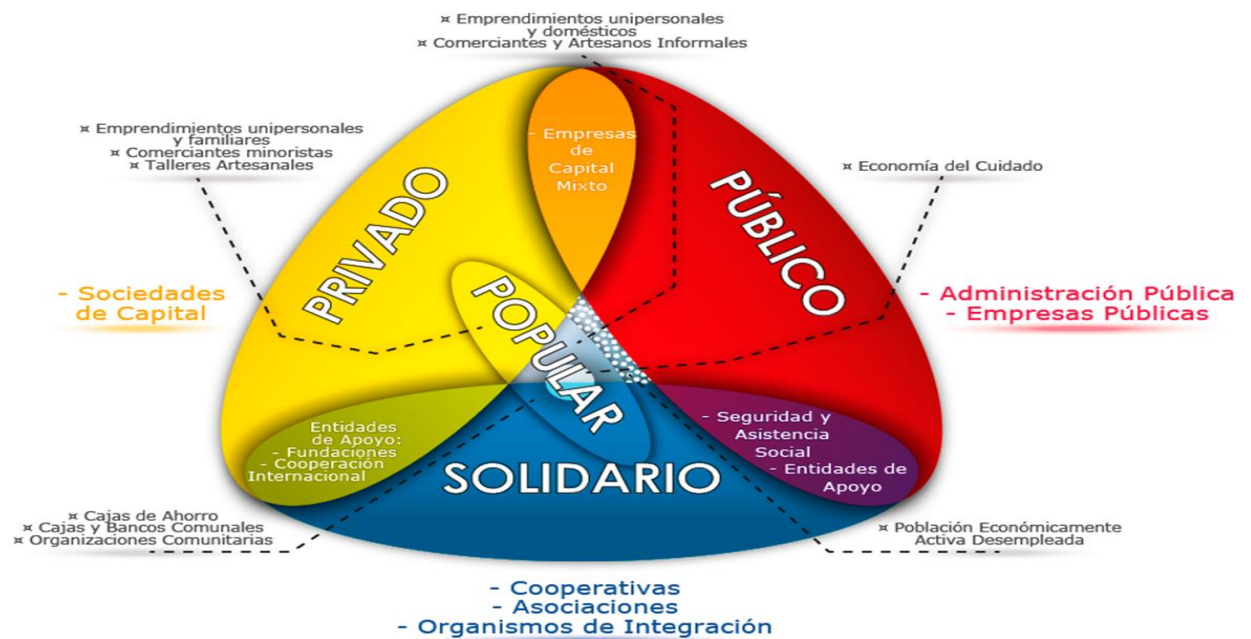 ¤ Emprendimientos unipersonales
y domésticos
¤ Comerciantes y Artesanos Informales
¤ Emprendimientos unipersonales
y familiares
¤ Comerciantes minoristas
¤ Talleres Artesanales
- Empresas
de
Capital
Mixto
¤ Economía del Cuidado
PRIVADO
PÚBLICO
- Sociedades
de Capital
POPULAR
- Administración Pública
- Empresas Públicas
Entidades
de Apoyo:
- Fundaciones
- Cooperación
Internacional
- Seguridad y
Asistencia
Social
- Entidades de
Apoyo
SOLIDARIO
¤ Cajas de Ahorro
¤ Cajas y Bancos Comunales
¤ Organizaciones Comunitarias
¤ Población Económicamente
Activa Desempleada
- Cooperativas
- Asociaciones
- Organismos de Integración